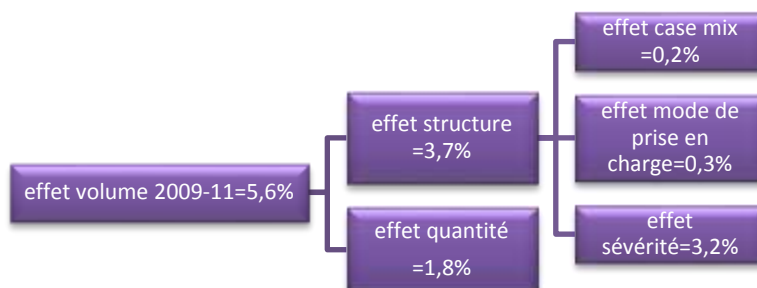 effet volume 2009-11=5,6%
effet structure
=3,7%
effet quantité
=1,8%
effet case mix
=0,2%
effet mode de
prise en
charge=0,3%
effet
sévérité=3,2%